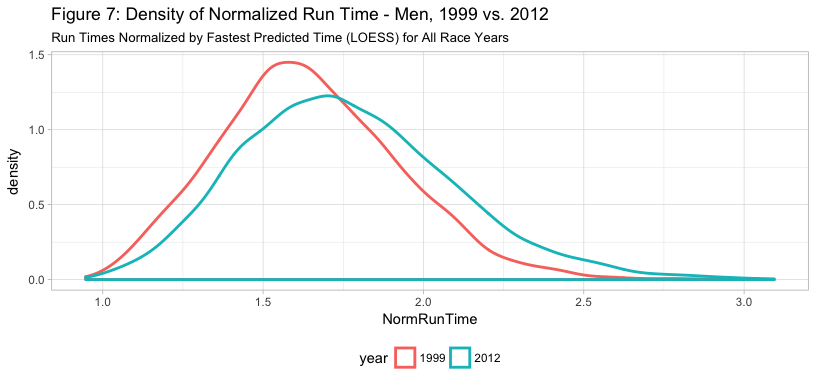 Figure 7: Density of Normalized Run Time - Men, 1999 vs. 2012
Run Times Normalized by Fastest Predicted Time (LOESS) for All Race Years
1.5
1.0
0.5
0.0
density
1.0 1.5 2.0 2.5 3.0
NormRunTime
year 1999 2012